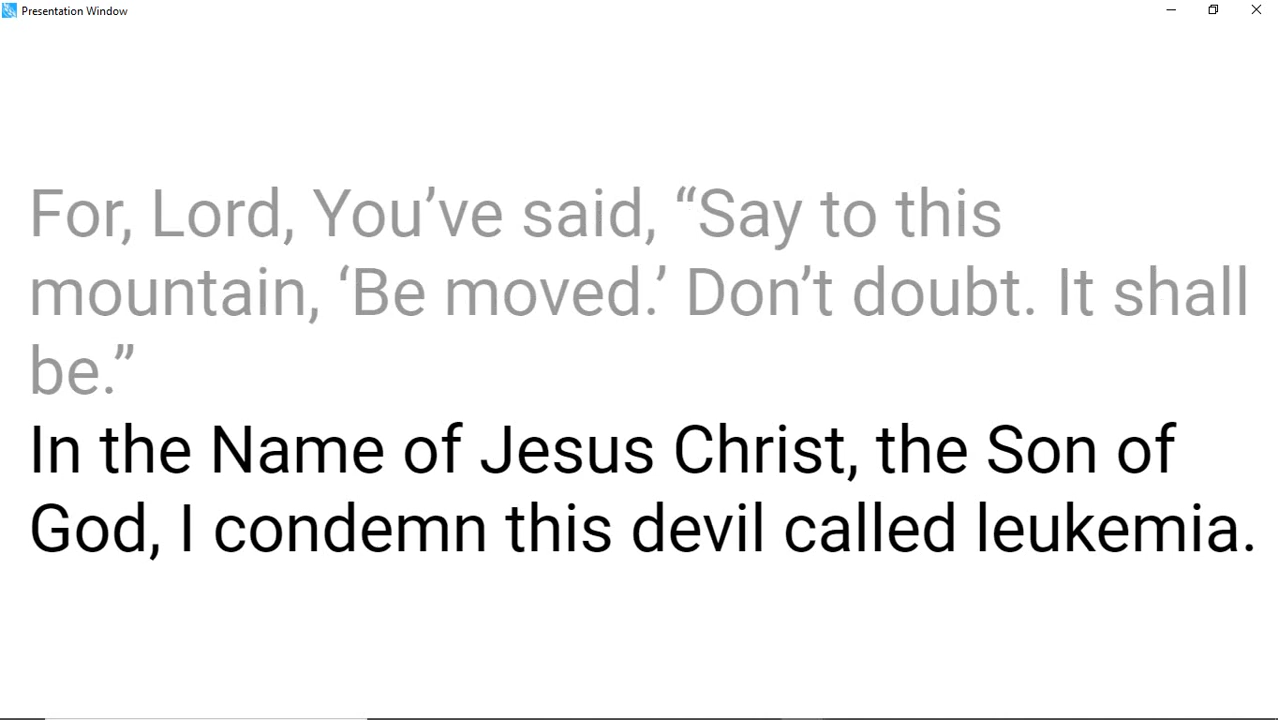 Presentation Window
For, Lord, You’ve said, “Say to this
mountain, ‘Be moved.’ Don’t doubt. It shall
be.”
In the Name of Jesus Christ, the Son of
God, I condemn this devil called leukemia.